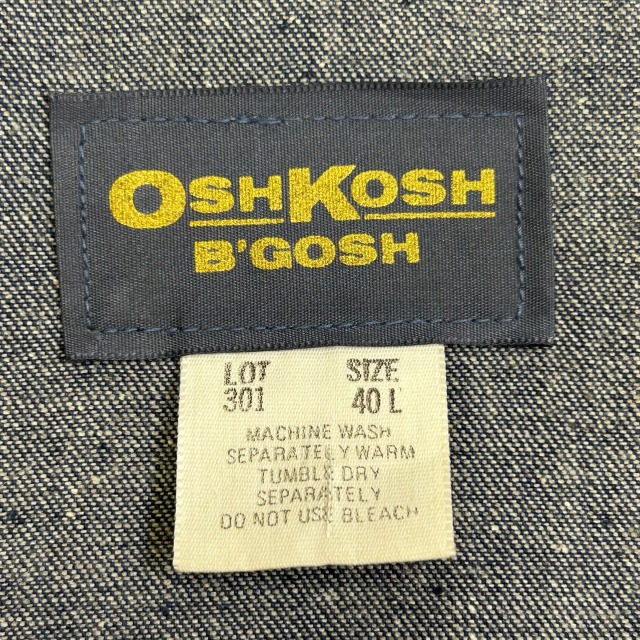 OSHKOSH
B'GOSH
LOT SIZE
301 40 L
MACHINE WASH
SEPARATELY WARM
TUMBLE DRY
SEPARATELY
DO NOT USE BLEACH